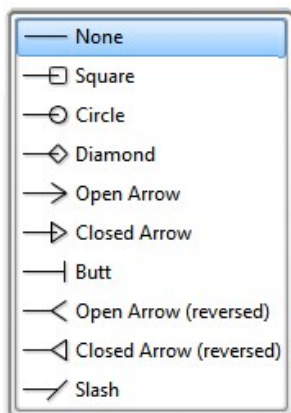 None
Square
Circle
Diamond
Open Arrow
Closed Arrow
Butt
Open Arrow (reversed)
Closed Arrow (reversed)
Slash